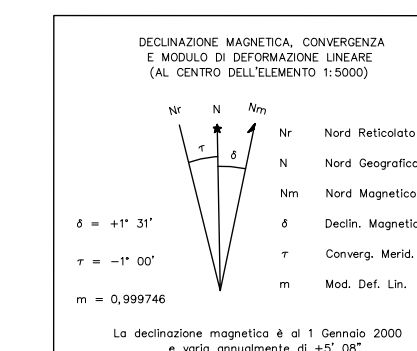 DECLINAZIONE MAGNETICA, CONVERGENZA
E MODULO DI DEFORMAZIONE LINEARE
(AL CENTRO DELL'ELEMENTO 1:5000)
Nr N Nm
τ δ
Nr Nord Reticolato
N Nord Geografico
Nm Nord Magnetico
δ Declin. Magnetic
τ Converg. Merid.
m Mod. Def. Lin.
δ = +1° 31'
τ = -1° 00'
m = 0,999746
La declinazione magnetica è al 1 Gennaio 2000
e varia annualmente di +5' 08"